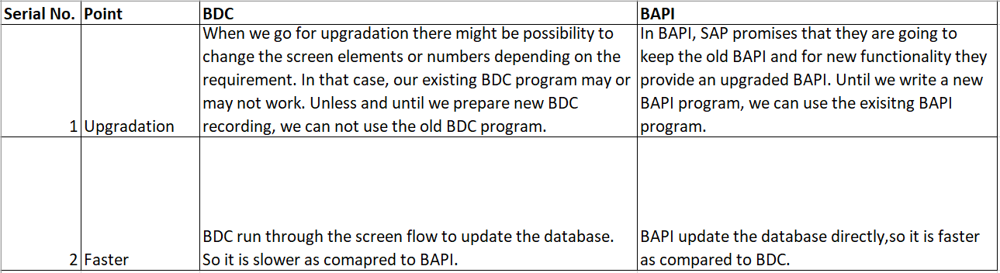 Serial No. Point BDC BAPI
When we go for upgradation there might be possibility to
change the screen elements or numbers depending on the
requirement. In that case, our existing BDC program may or
may not work. Unless and until we prepare new BDC
1 Upgradation recording, we can not use the old BDC program.
In BAPI, SAP promises that they are going to
keep the old BAPI and for new functionality they
provide an upgraded BAPI. Until we write a new
BAPI program, we can use the exisitng BAPI
program.
BDC run through the screen flow to update the database.
2 Faster So it is slower as comapred to BAPI.
BAPI update the database directly,so it is faster
as compared to BDC.